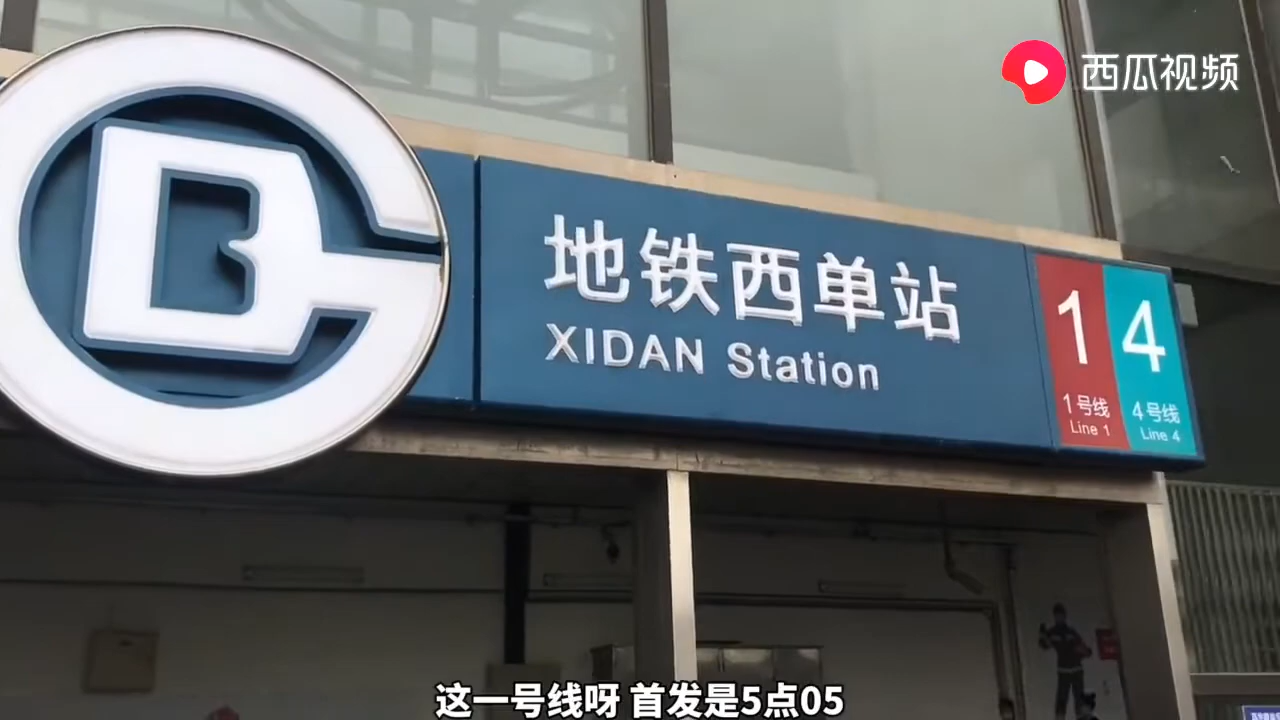 西瓜视频
地铁西单站
XIDAN Station
1
1号线
Line 1
4
4号线
Line 4
这一号线呀 首发是5点05